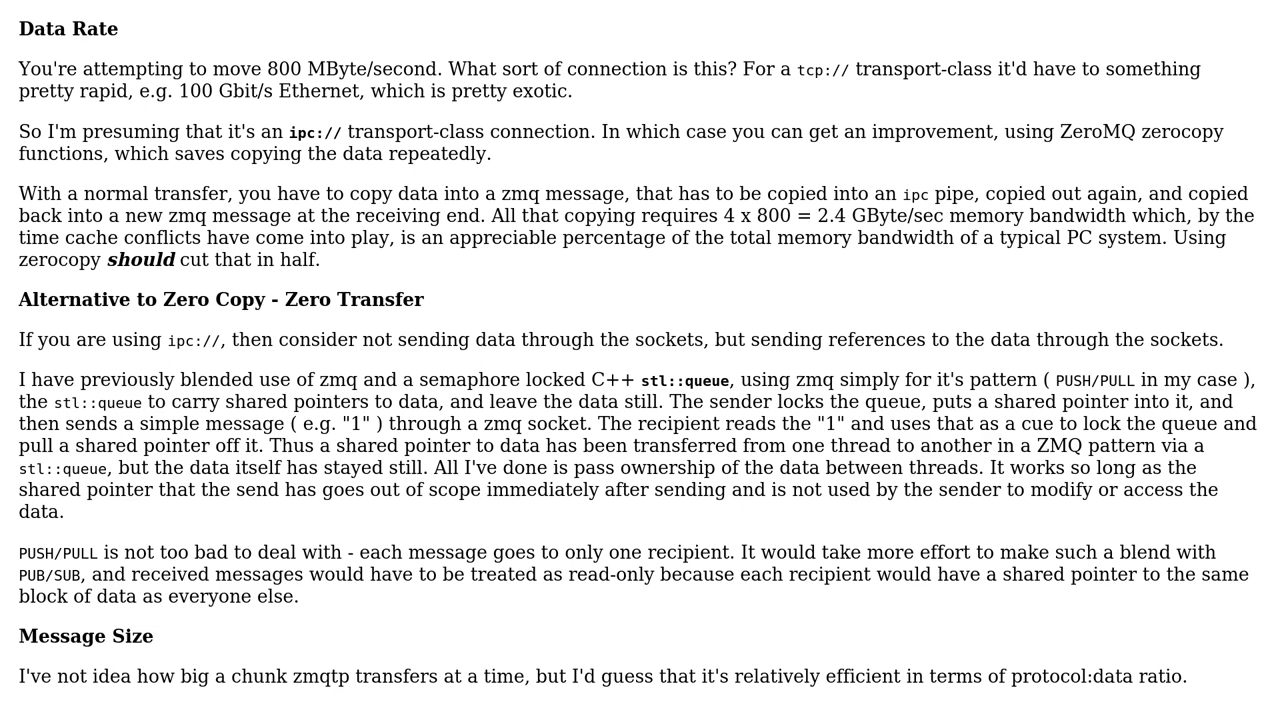 Data Rate
You're attempting to move 800 MByte/second. What sort of connection is this? For a tcp:// transport-class it'd have to something
pretty rapid, e.g. 100 Gbit/s Ethernet, which is pretty exotic.
So I'm presuming that it's an ipc:// transport-class connection. In which case you can get an improvement, using ZeroMQ zerocopy
functions, which saves copying the data repeatedly.
With a normal transfer, you have to copy data into a zmq message, that has to be copied into an ipc pipe, copied out again, and copied
back into a new zmq message at the receiving end. All that copying requires 4 x 800 = 2.4 GByte/sec memory bandwidth which, by the
time cache conflicts have come into play, is an appreciable percentage of the total memory bandwidth of a typical PC system. Using
zerocopy should cut that in half.
Alternative to Zero Copy - Zero Transfer
If you are using ipc://, then consider not sending data through the sockets, but sending references to the data through the sockets.
I have previously blended use of zmq and a semaphore locked C++ stl::queue, using zmq simply for it's pattern ( PUSH/PULL in my case ),
the stl::queue to carry shared pointers to data, and leave the data still. The sender locks the queue, puts a shared pointer into it, and
then sends a simple message ( e.g. "1" ) through a zmq socket. The recipient reads the "1" and uses that as a cue to lock the queue and
pull a shared pointer off it. Thus a shared pointer to data has been transferred from one thread to another in a ZMQ pattern via a
stl::queue, but the data itself has stayed still. All I've done is pass ownership of the data between threads. It works so long as the
shared pointer that the send has goes out of scope immediately after sending and is not used by the sender to modify or access the
data.
PUSH/PULL is not too bad to deal with - each message goes to only one recipient. It would take more effort to make such a blend with
PUB/SUB, and received messages would have to be treated as read-only because each recipient would have a shared pointer to the same
block of data as everyone else.
Message Size
I've not idea how big a chunk zmqtp transfers at a time, but I'd guess that it's relatively efficient in terms of protocol:data ratio.